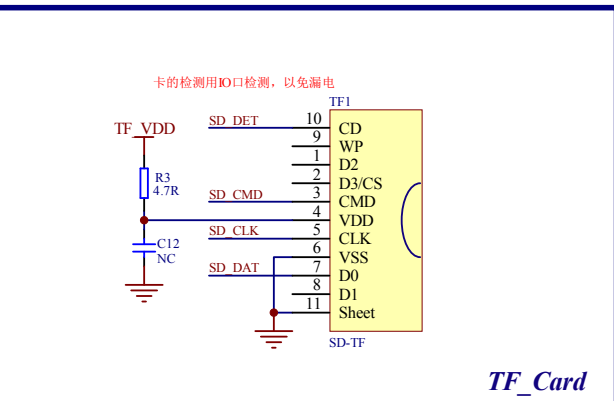 卡的检测用IO口检测，以免漏电
TF1
SD_DET 10 CD
TF_VDD 9 WP
1 D2
R3 2 D3/CS
4.7R SD_CMD 3 CMD
4 VDD
SD_CLK 5 CLK
C12 6 VSS
NC SD_DAT 7 D0
8 D1
11 Sheet
SD-TF
TF_Card